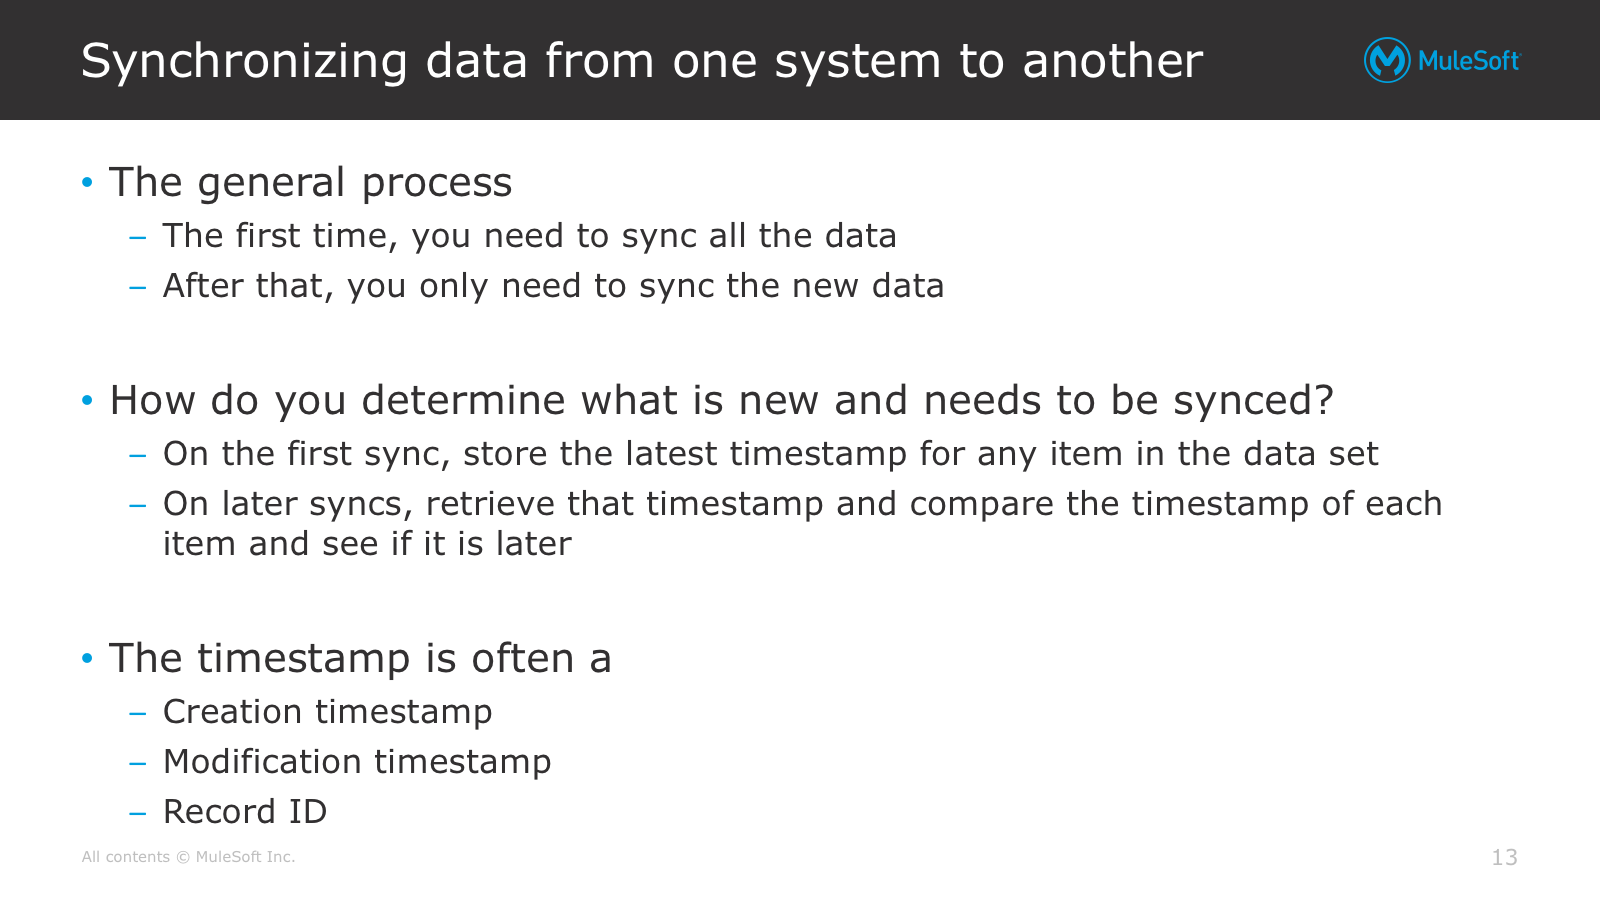 Synchronizing data from one system to another
MuleSoft
• The general process
– The first time, you need to sync all the data
– After that, you only need to sync the new data
• How do you determine what is new and needs to be synced?
– On the first sync, store the latest timestamp for any item in the data set
– On later syncs, retrieve that timestamp and compare the timestamp of each
item and see if it is later
• The timestamp is often a
– Creation timestamp
– Modification timestamp
– Record ID
All contents © MuleSoft Inc.
13